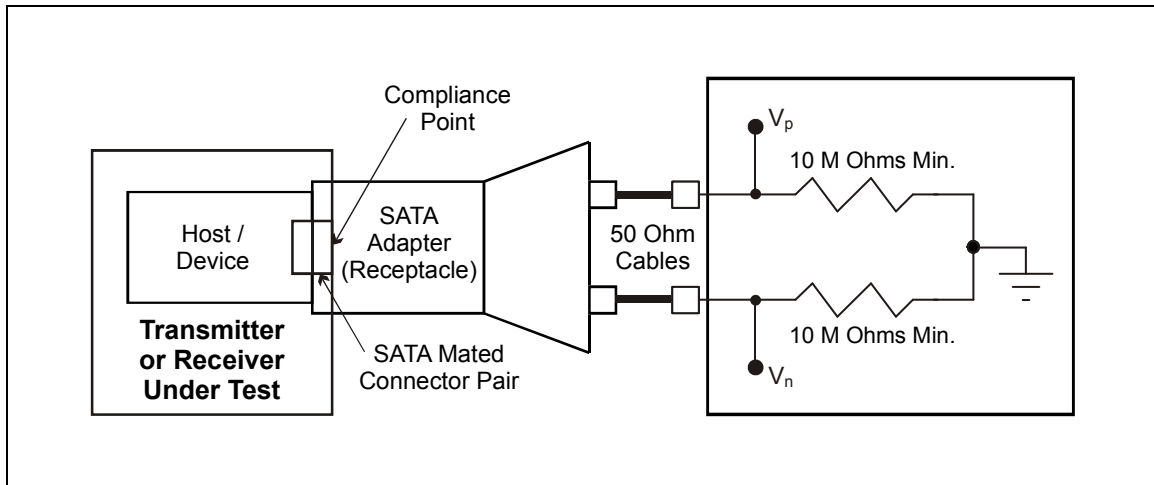 Compliance
Point
Host /
Device
SATA
Adapter
(Receptacle)
Transmitter
or Receiver
Under Test
SATA Mated
Connector Pair
50 Ohm
Cables
Vp
10 M Ohms Min.
10 M Ohms Min.
Vn